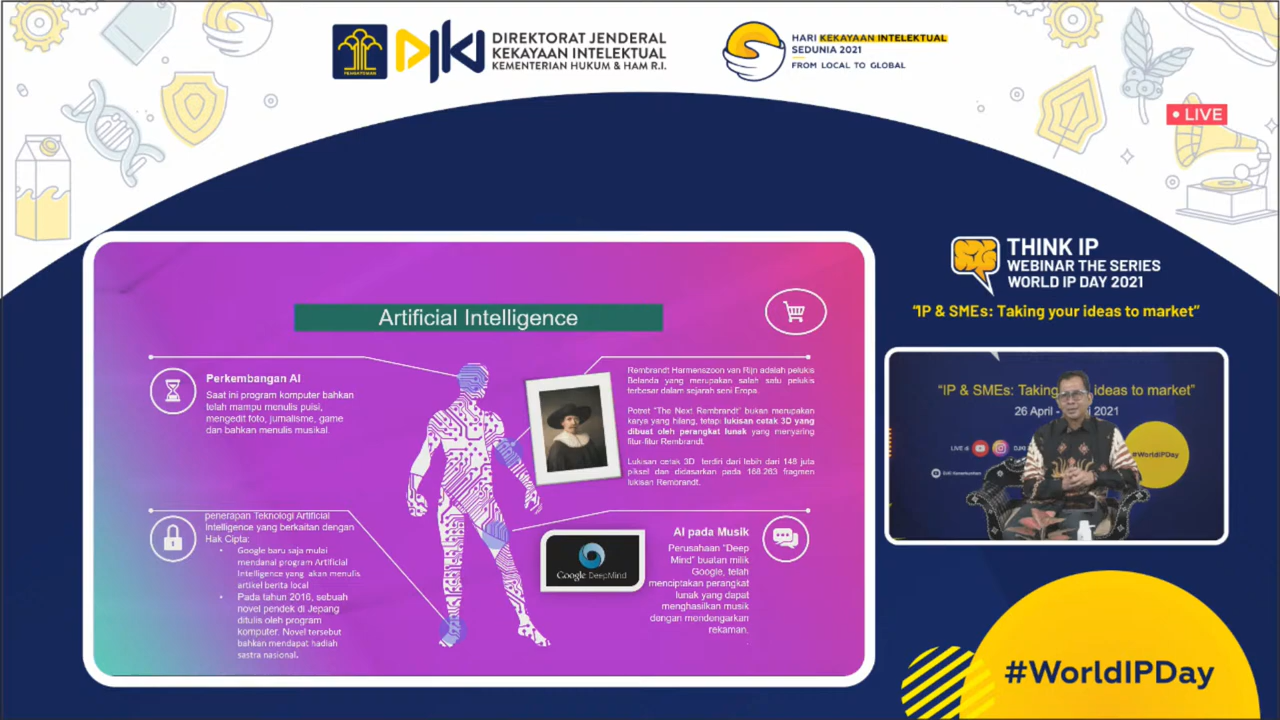 PENGAYOMAN
DJKI
DIREKTORAT JENDERAL
KEKAYAAN INTELEKTUAL
KEMENTERIAN HUKUM & HAM R.I.
HARI KEKAYAAN INTELEKTUAL
SEDUNIA 2021
FROM LOCAL TO GLOBAL
• LIVE
THINK IP
WEBINAR THE SERIES
WORLD IP DAY 2021
“IP & SMEs: Taking your ideas to market”
Artificial Intelligence
Perkembangan AI
Saat ini program komputer bahkan
telah mampu menulis puisi,
mengedit foto, jurnalisme, game
dan bahkan menulis musikal.
Rembrandt Harmenszoon van Rijn adalah pelukis
Belanda yang merupakan salah satu pelukis
terbesar dalam sejarah seni Eropa.
Potret “The Next Rembrandt” bukan merupakan
karya yang hilang, tetapi lukisan cetak 3D yang
dibuat oleh perangkat lunak yang menyaring
fitur-fitur Rembrandt.
Lukisan cetak 3D terdiri dari lebih dari 148 juta
piksel dan didasarkan pada 168.263 fragmen
lukisan Rembrandt.
penerapan Teknologi Artificial
Intelligence yang berkaitan dengan
Hak Cipta:
• Google baru saja mulai
mendanai program Artificial
Intelligence yang akan menulis
artikel berita lokal
• Pada tahun 2016, sebuah
novel pendek di Jepang
ditulis oleh program
komputer. Novel tersebut
bahkan mendapat hadiah
sastra nasional.
Google DeepMind
AI pada Musik
Perusahaan “Deep
Mind” buatan milik
Google, telah
menciptakan perangkat
lunak yang dapat
menghasilkan musik
dengan mendengarkan
rekaman.
.
“IP & SMEs: Taking ideas to market”
26 April - 2021
LIVE di
#WorldIPDay
#WorldIPDay